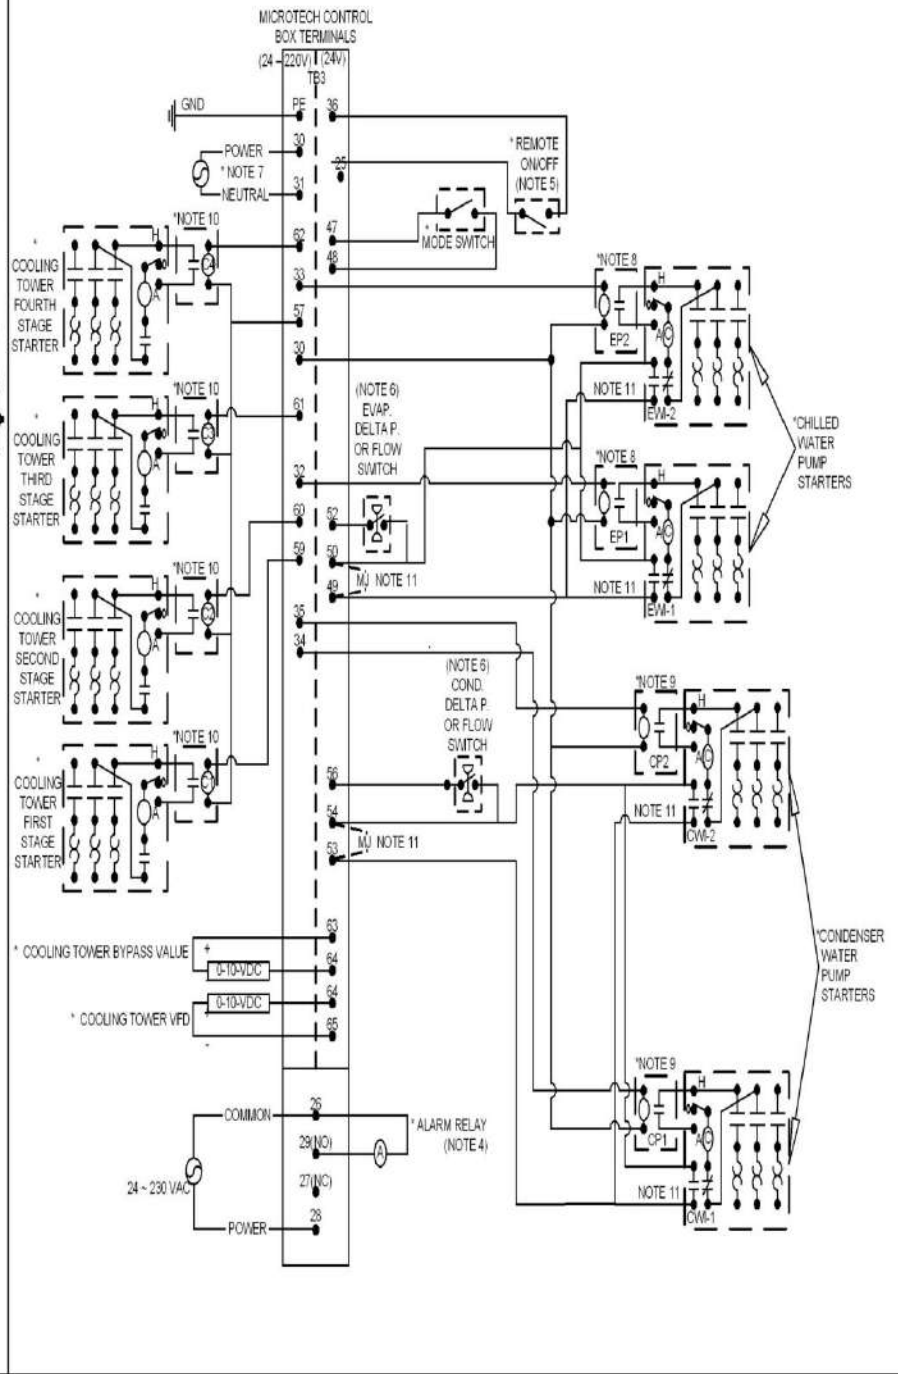 MICROTECH CONTROL
BOX TERMINALS
(24 ~220V) (24V)
TB3
GND
PE
36
POWER
30
* NOTE 7
25
NEUTRAL
31
* REMOTE
ON/OFF
(NOTE 5)
47
*
MODE SWITCH
48
62
33
57
30
61
32
60
52
59
50
49
35
34
56
54
53
63
64
64
65
*NOTE 10
*
COOLING
TOWER
FOURTH
STAGE
STARTER
H
O
A
C4
*NOTE 10
*
COOLING
TOWER
THIRD
STAGE
STARTER
H
O
A
C3
*NOTE 10
*
COOLING
TOWER
SECOND
STAGE
STARTER
H
O
A
C2
*NOTE 10
*
COOLING
TOWER
FIRST
STAGE
STARTER
H
O
A
C1
(NOTE 6)
EVAP.
DELTA P.
OR FLOW
SWITCH
MJ NOTE 11
(NOTE 6)
COND.
DELTA P.
OR FLOW
SWITCH
MJ NOTE 11
*NOTE 8
H
O
A
C
EP2
NOTE 11
EWI-2
*NOTE 8
H
O
A
C
EP1
NOTE 11
EWI-1
*CHILLED
WATER
PUMP
STARTERS
*NOTE 9
H
O
A
C
CP2
NOTE 11
CWI-2
*NOTE 9
H
O
A
C
CP1
NOTE 11
CWI-1
*CONDENSER
WATER
PUMP
STARTERS
* COOLING TOWER BYPASS VALUE
+
0-10-VDC
0-10-VDC
+
* COOLING TOWER VFD
-
COMMON
26
* ALARM RELAY
(NOTE 4)
29(NO)
A
24 ~ 230 VAC
27(NC)
POWER
28